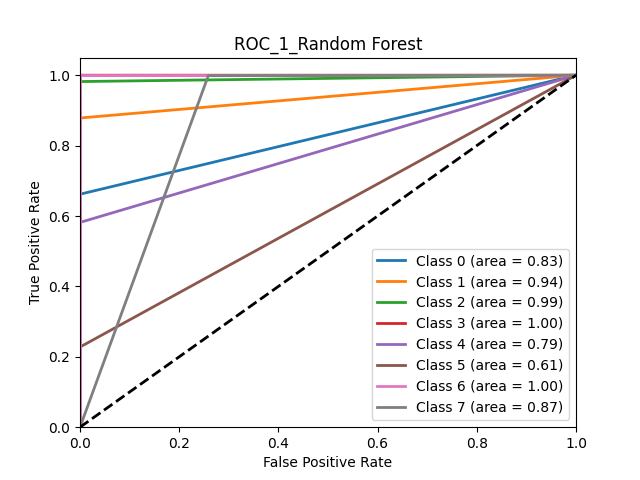 ROC_1_Random Forest
True Positive Rate
1.0
0.8
0.6
0.4
0.2
0.0
Class 0 (area = 0.83)
Class 1 (area = 0.94)
Class 2 (area = 0.99)
Class 3 (area = 1.00)
Class 4 (area = 0.79)
Class 5 (area = 0.61)
Class 6 (area = 1.00)
Class 7 (area = 0.87)
0.0 0.2 0.4 0.6 0.8 1.0
False Positive Rate